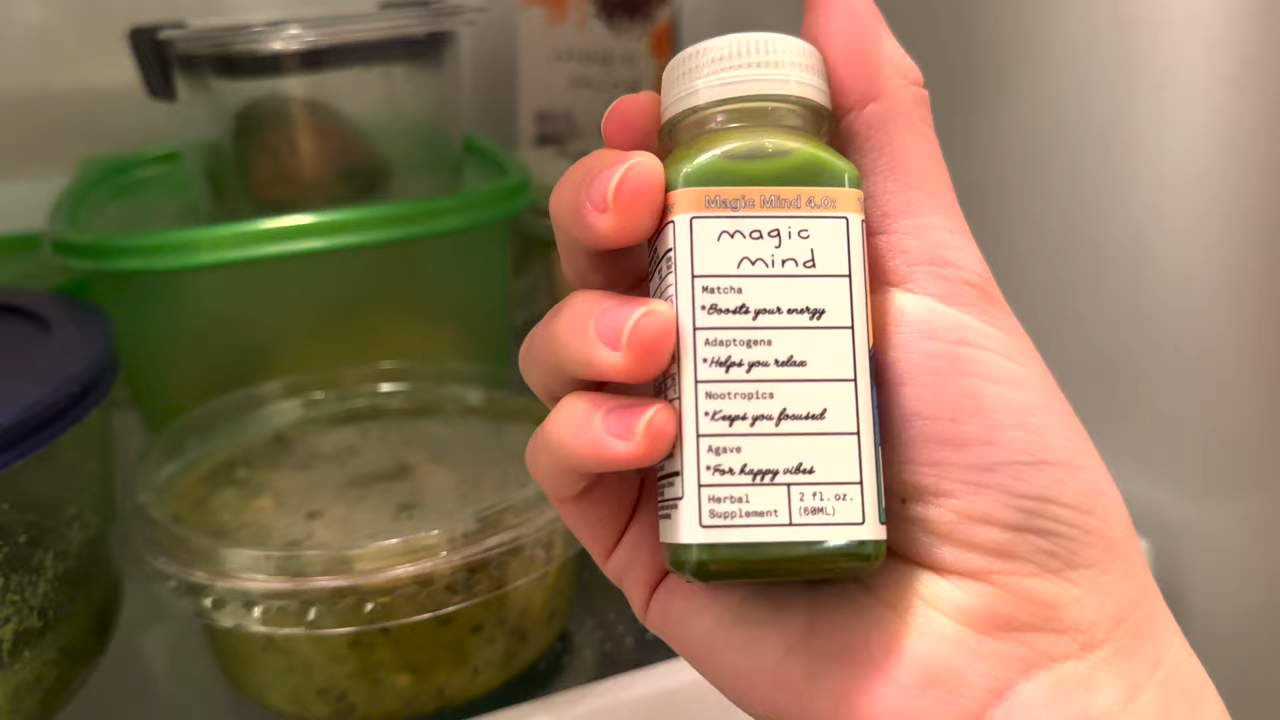 Magic Mind 4.0:
magic
mind
Matcha
*Boosts your energy
Adaptogens
*Helps you relax
Nootropics
*Keeps you focused
Agave
*For happy vibes
Herbal
Supplement
2 fl. oz.
(60ML)